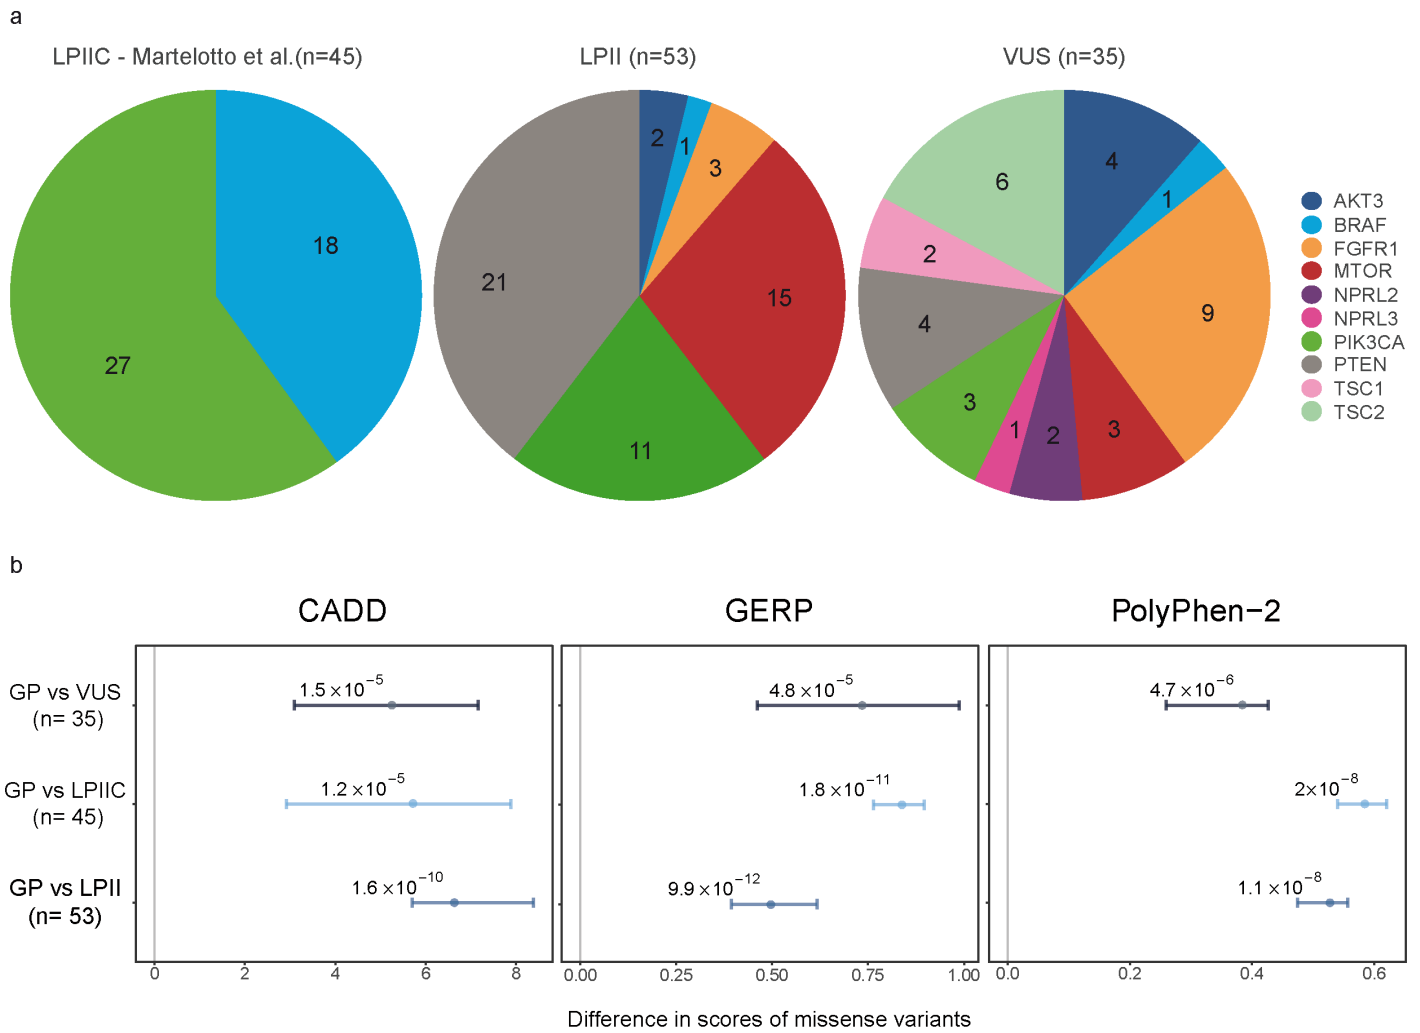 a
LPIIC - Martelotto et al.(n=45)
LPII (n=53)
VUS (n=35)
18
27
2
1
3
15
11
21
4
1
9
3
2
1
3
4
2
6
AKT3
BRAF
FGFR1
MTOR
NPRL2
NPRL3
PIK3CA
PTEN
TSC1
TSC2
b
CADD
GERP
PolyPhen−2
GP vs VUS
(n= 35)
1.5×10⁻⁵
4.8×10⁻⁵
4.7×10⁻⁶
GP vs LPIIC
(n= 45)
1.2×10⁻⁵
1.8×10⁻¹¹
2×10⁻⁸
GP vs LPII
(n= 53)
1.6×10⁻¹⁰
9.9×10⁻¹²
1.1×10⁻⁸
0 2 4 6 8
0.00 0.25 0.50 0.75 1.00
0.0 0.2 0.4 0.6
Difference in scores of missense variants